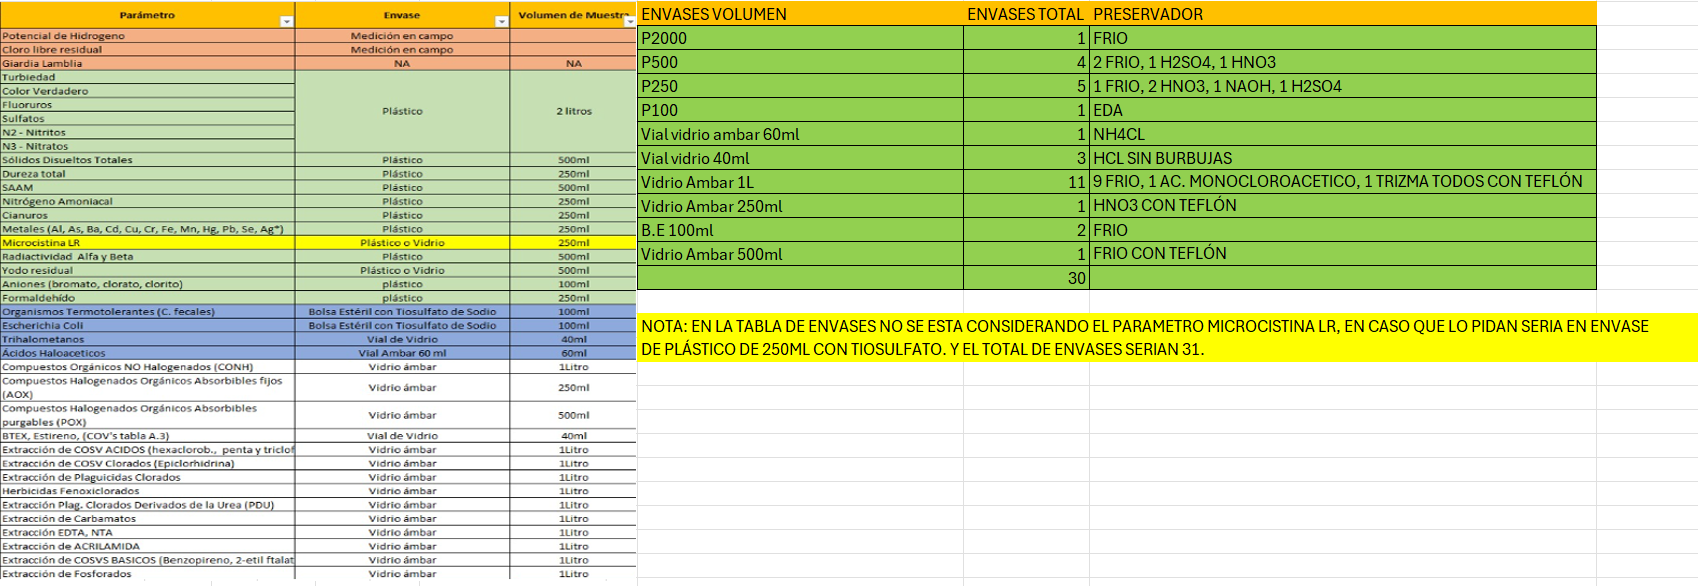 Parámetro Envase Volumen de Muestra
Potencial de Hidrogeno Medición en campo
Cloro libre residual Medición en campo
Giardia Lamblia NA NA
Turbiedad
Color Verdadero
Fluoruros
Plástico 2 litros
Sulfatos
N2 - Nitritos
N3 - Nitratos
Sólidos Disueltos Totales Plástico 500ml
Dureza total Plástico 250ml
SAAM Plástico 500ml
Nitrógeno Amoniacal Plástico 250ml
Cianuros Plástico 250ml
Metales (Al, As, Ba, Cd, Cu, Cr, Fe, Mn, Hg, Pb, Se, Ag*) Plástico 250ml
Microcistina LR Plástico o Vidrio 250ml
Radiactividad Alfa y Beta Plástico 500ml
Yodo residual Plástico o Vidrio 500ml
Aniones (bromato, clorato, clorito) plástico 100ml
Formaldehído plástico 250ml
Organismos Termotolerantes (C. fecales) Bolsa Estéril con Tiosulfato de Sodio 100ml
Escherichia Coli Bolsa Estéril con Tiosulfato de Sodio 100ml
Trihalometanos Vial de Vidrio 40ml
Ácidos Haloaceticos Vial Ambar 60 ml 60ml
Compuestos Orgánicos NO Halogenados (CONH) Vidrio ámbar 1Litro
Compuestos Halogenados Orgánicos Absorbibles fijos
(AOX) Vidrio ámbar 250ml
Compuestos Halogenados Orgánicos Absorbibles
purgables (POX) Vidrio ámbar 500ml
BTEX, Estireno, (COV's tabla A.3) Vial de Vidrio 40ml
Extracción de COSV ACIDOS (hexaclorob., penta y triclof Vidrio ámbar 1Litro
Extracción de COSV Clorados (Epiclorhidrina) Vidrio ámbar 1Litro
Extracción de Plaguicidas Clorados Vidrio ámbar 1Litro
Herbicidas Fenoxiclorados Vidrio ámbar 1Litro
Extracción Plag. Clorados Derivados de la Urea (PDU) Vidrio ámbar 1Litro
Extracción de Carbamatos Vidrio ámbar 1Litro
Extracción EDTA, NTA Vidrio ámbar 1Litro
Extracción de ACRILAMIDA Vidrio ámbar 1Litro
Extracción de COSVS BASICOS (Benzopireno, 2-etil ftalat Vidrio ámbar 1Litro
Extracción de Fosforados Vidrio ámbar 1Litro
ENVASES VOLUMEN ENVASES TOTAL PRESERVADOR
P2000 1 FRIO
P500 4 2 FRIO, 1 H2SO4, 1 HNO3
P250 5 1 FRIO, 2 HNO3, 1 NAOH, 1 H2SO4
P100 1 EDA
Vial vidrio ambar 60ml 1 NH4CL
Vial vidrio 40ml 3 HCL SIN BURBUJAS
Vidrio Ambar 1L 11 9 FRIO, 1 AC. MONOCLOROACETICO, 1 TRIZMA TODOS CON TEFLÓN
Vidrio Ambar 250ml 1 HNO3 CON TEFLÓN
B.E 100ml 2 FRIO
Vidrio Ambar 500ml 1 FRIO CON TEFLÓN
30
NOTA: EN LA TABLA DE ENVASES NO SE ESTA CONSIDERANDO EL PARAMETRO MICROCISTINA LR, EN CASO QUE LO PIDAN SERIA EN ENVASE
DE PLÁSTICO DE 250ML CON TIOSULFATO. Y EL TOTAL DE ENVASES SERIAN 31.